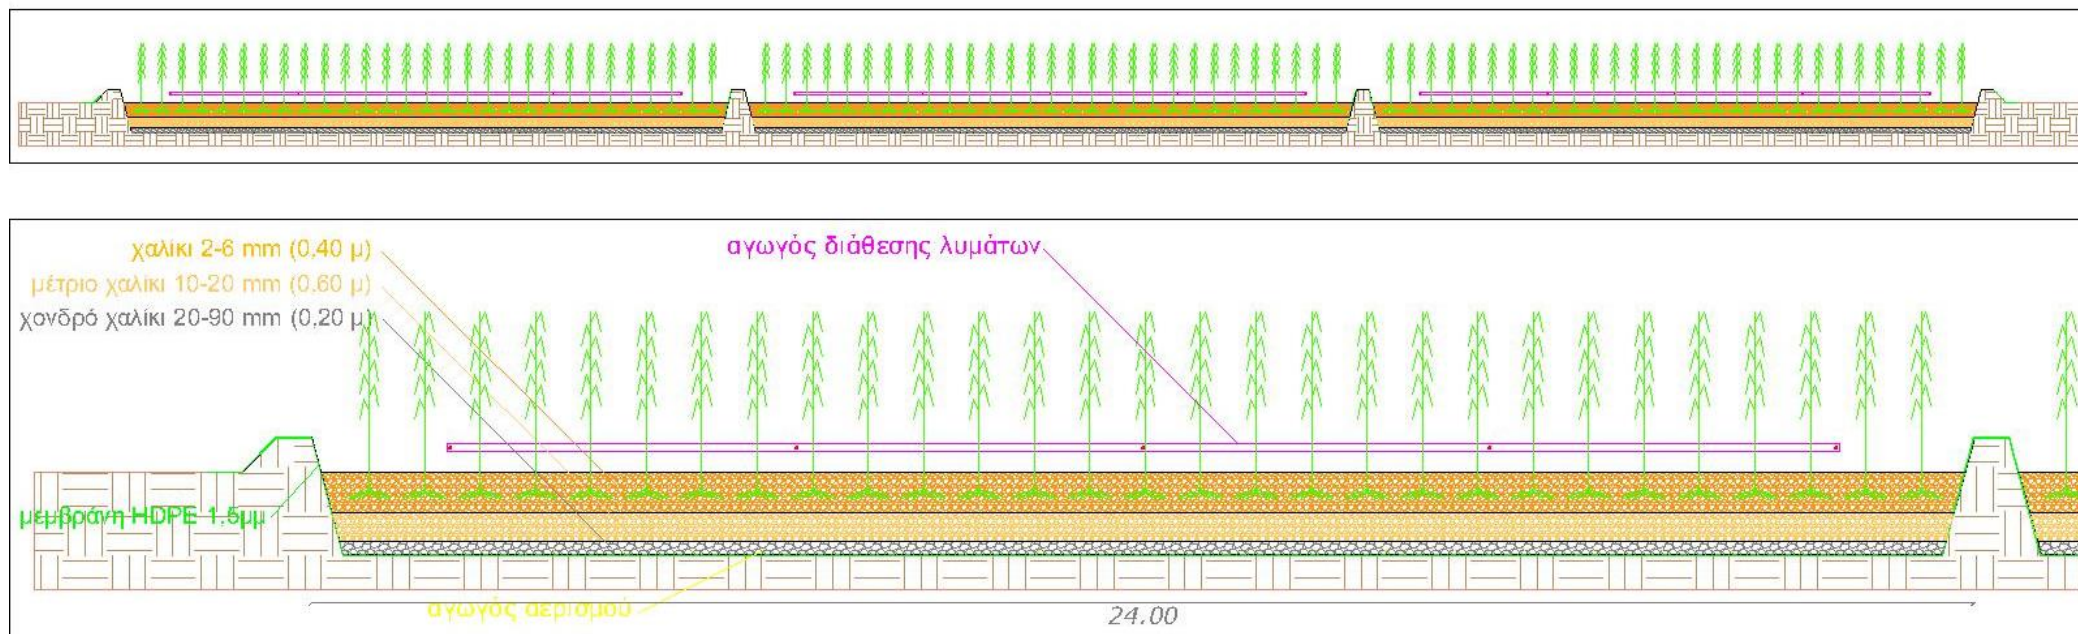 χαλίκι 2-6 mm (0,40 μ)
μέτριο χαλίκι 10-20 mm (0.60 μ)
χονδρό χαλίκι 20-90 mm (0,20 μ)
αγωγός διάθεσης λυμάτων
μεμβράνη HDPE 1,5μμ
αγωγός αερισμού
24.00